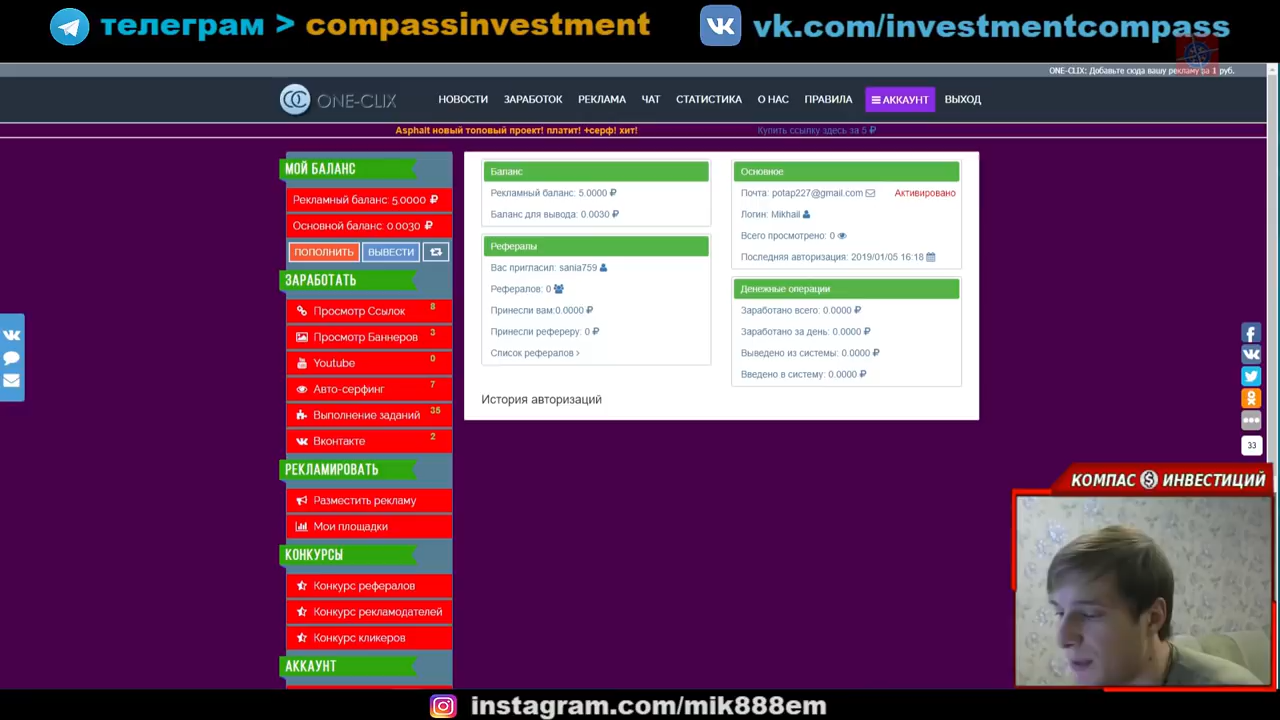 телеграм > compassinvestment
vk.com/investmentcompass
ONE-CLIX: Добавьте сюда вашу рекламу за 1 руб.
ONE-CLIX
НОВОСТИ ЗАРАБОТОК РЕКЛАМА ЧАТ СТАТИСТИКА О НАС ПРАВИЛА АККАУНТ ВЫХОД
Asphalt новый топовый проект! платит! +серф! хит!
Купить ссылку здесь за 5 ₽
МОЙ БАЛАНС
Рекламный баланс: 5.0000 ₽
Основной баланс: 0.0030 ₽
ПОПОЛНИТЬ ВЫВЕСТИ
ЗАРАБОТАТЬ
Просмотр Ссылок 8
Просмотр Баннеров 3
Youtube 0
Авто-серфинг 7
Выполнение заданий 35
Вконтакте 2
РЕКЛАМИРОВАТЬ
Разместить рекламу
Мои площадки
КОНКУРСЫ
Конкурс рефералов
Конкурс рекламодателей
Конкурс кликеров
АККАУНТ
Баланс
Рекламный баланс: 5.0000 ₽
Баланс для вывода: 0.0030 ₽
Рефералы
Вас пригласил: sania759
Рефералов: 0
Принесли вам:0.0000 ₽
Принесли рефереру: 0 ₽
Список рефералов >
Основное
Почта: potap227@gmail.com Активировано
Логин: Mikhail
Всего просмотрено: 0
Последняя авторизация: 2019/01/05 16:18
Денежные операции
Заработано всего: 0.0000 ₽
Заработано за день: 0.0000 ₽
Выведено из системы: 0.0000 ₽
Введено в систему: 0.0000 ₽
История авторизаций
33
КОМПАС $ ИНВЕСТИЦИЙ
instagram.com/mik888em